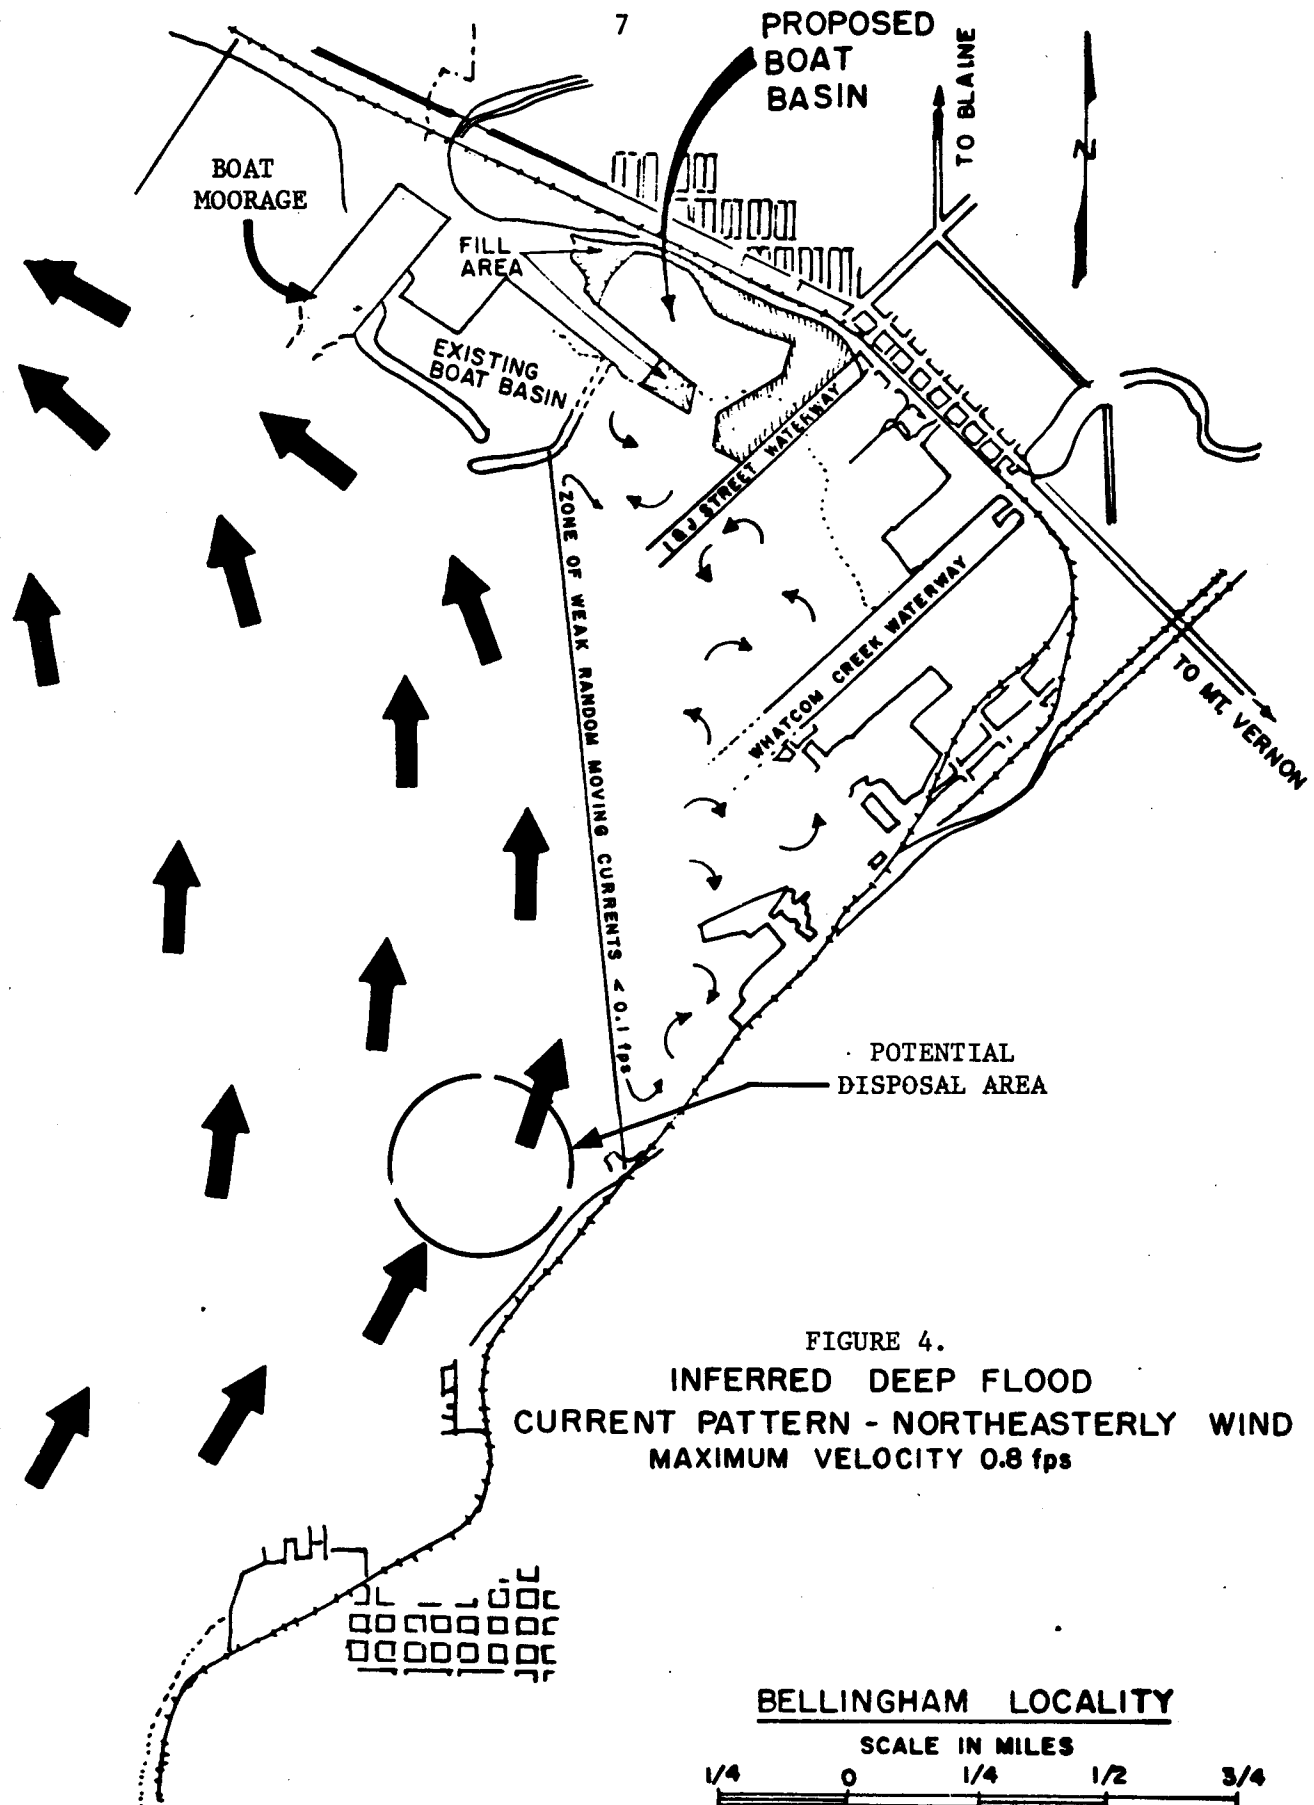 7
PROPOSED
BOAT
BASIN
TO BLAINE
N
BOAT
MOORAGE
FILL
AREA
EXISTING
BOAT BASIN
I & J STREET WATERWAY
ZONE OF WEAK RANDOM MOVING CURRENTS < 0.1 fps
WHATCOM CREEK WATERWAY
TO MT. VERNON
POTENTIAL
DISPOSAL AREA
FIGURE 4.
INFERRED DEEP FLOOD
CURRENT PATTERN - NORTHEASTERLY WIND
MAXIMUM VELOCITY 0.8 fps
BELLINGHAM LOCALITY
SCALE IN MILES
1/4 0 1/4 1/2 3/4